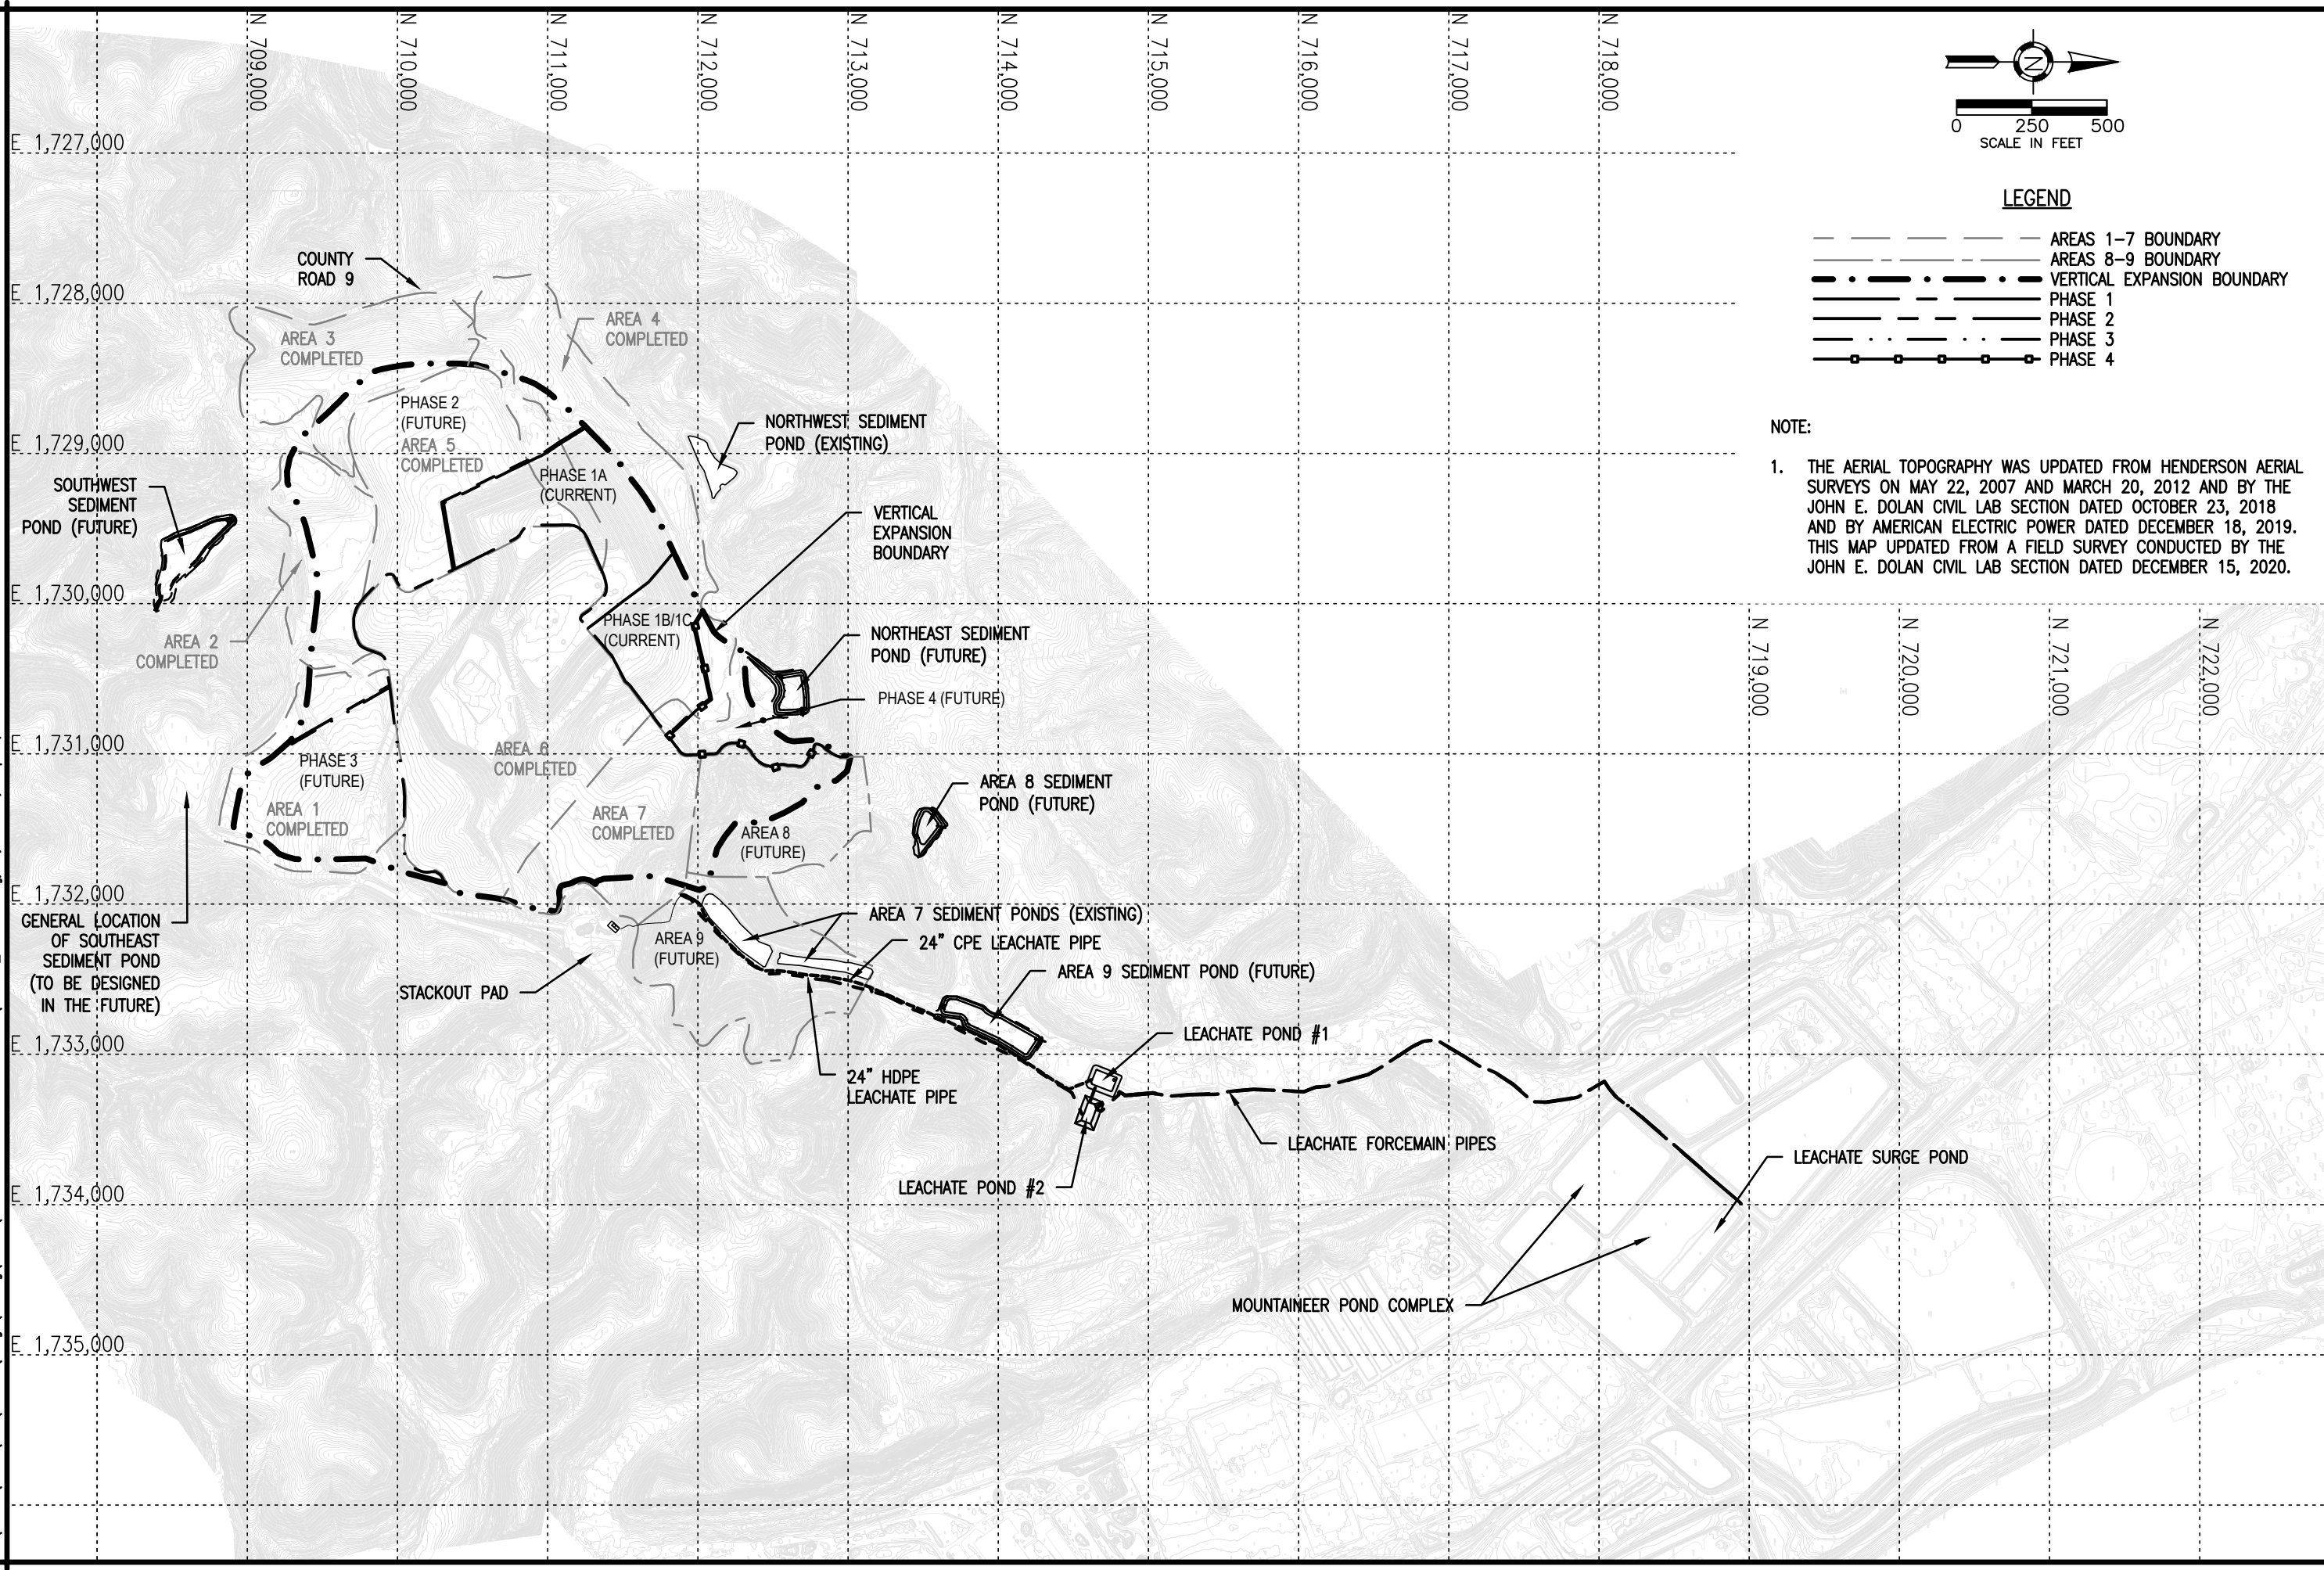 N 709,000
N 710,000
N 711,000
N 712,000
N 713,000
N 714,000
N 715,000
N 716,000
N 717,000
N 718,000
N
0 250 500
SCALE IN FEET
E 1,727,000
E 1,728,000
E 1,729,000
E 1,730,000
E 1,731,000
E 1,732,000
E 1,733,000
E 1,734,000
E 1,735,000
LEGEND
AREAS 1-7 BOUNDARY
AREAS 8-9 BOUNDARY
VERTICAL EXPANSION BOUNDARY
PHASE 1
PHASE 2
PHASE 3
PHASE 4
NOTE:
1. THE AERIAL TOPOGRAPHY WAS UPDATED FROM HENDERSON AERIAL
SURVEYS ON MAY 22, 2007 AND MARCH 20, 2012 AND BY THE
JOHN E. DOLAN CIVIL LAB SECTION DATED OCTOBER 23, 2018
AND BY AMERICAN ELECTRIC POWER DATED DECEMBER 18, 2019.
THIS MAP UPDATED FROM A FIELD SURVEY CONDUCTED BY THE
JOHN E. DOLAN CIVIL LAB SECTION DATED DECEMBER 15, 2020.
N 719,000
N 720,000
N 721,000
N 722,000
COUNTY
ROAD 9
AREA 3
COMPLETED
AREA 4
COMPLETED
PHASE 2
(FUTURE)
AREA 5
COMPLETED
NORTHWEST SEDIMENT
POND (EXISTING)
PHASE 1A
(CURRENT)
SOUTHWEST
SEDIMENT
POND (FUTURE)
VERTICAL
EXPANSION
BOUNDARY
AREA 2
COMPLETED
PHASE 1B/1C
(CURRENT)
NORTHEAST SEDIMENT
POND (FUTURE)
PHASE 4 (FUTURE)
PHASE 3
(FUTURE)
AREA 6
COMPLETED
AREA 1
COMPLETED
AREA 7
COMPLETED
AREA 8
(FUTURE)
AREA 8 SEDIMENT
POND (FUTURE)
GENERAL LOCATION
OF SOUTHEAST
SEDIMENT POND
(TO BE DESIGNED
IN THE FUTURE)
AREA 9
(FUTURE)
STACKOUT PAD
AREA 7 SEDIMENT PONDS (EXISTING)
24" CPE LEACHATE PIPE
AREA 9 SEDIMENT POND (FUTURE)
LEACHATE POND #1
24" HDPE
LEACHATE PIPE
LEACHATE FORCEMAIN PIPES
LEACHATE SURGE POND
LEACHATE POND #2
MOUNTAINEER POND COMPLEX